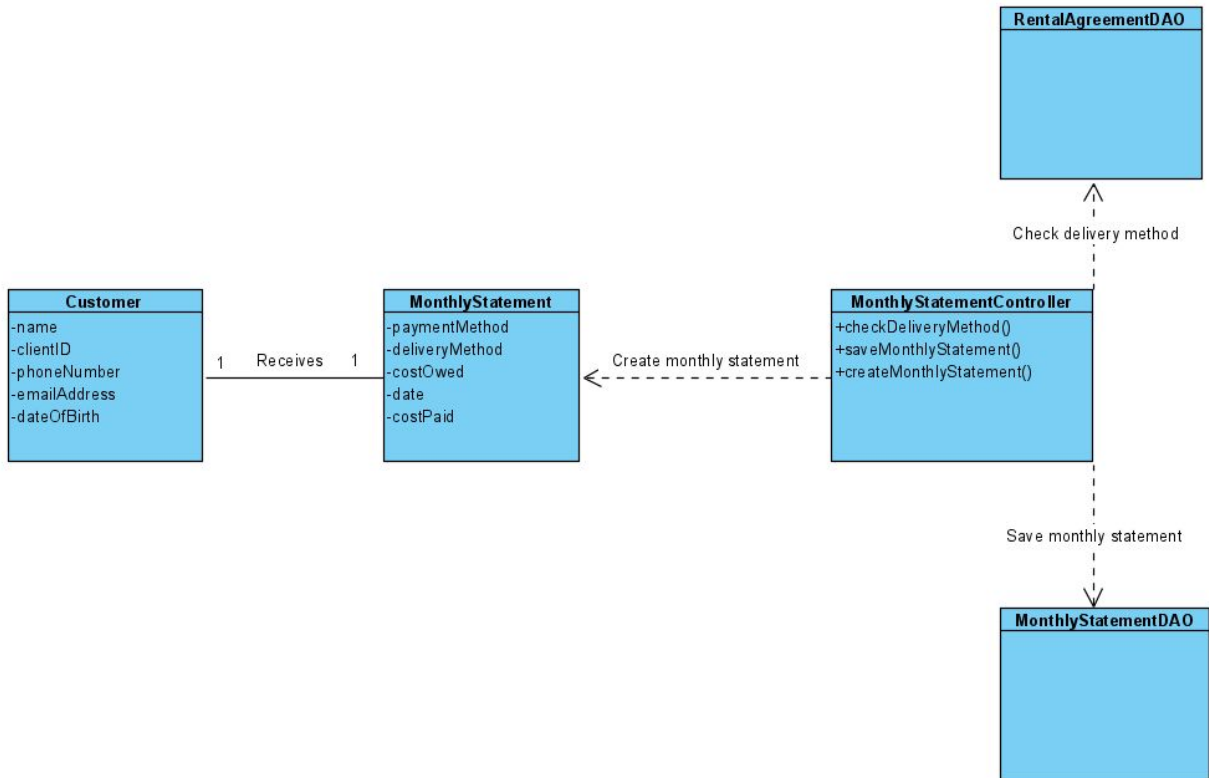 RentalAgreementDAO
Check delivery method
Customer
-name
-clientID
-phoneNumber
-emailAddress
-dateOfBirth
1 Receives 1
MonthlyStatement
-paymentMethod
-deliveryMethod
-costOwed
-date
-costPaid
Create monthly statement
MonthlyStatementController
+checkDeliveryMethod()
+saveMonthlyStatement()
+createMonthlyStatement()
Save monthly statement
MonthlyStatementDAO